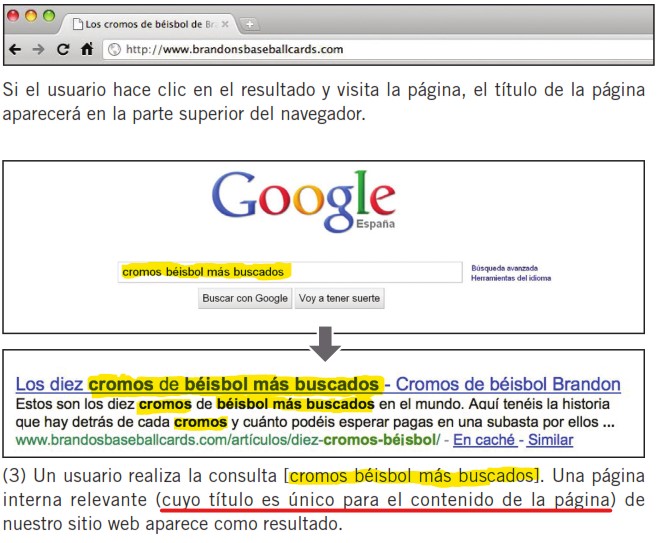 Los cromos de béisbol de Br
http://www.brandonsbaseballcards.com
Si el usuario hace clic en el resultado y visita la página, el título de la página
aparecerá en la parte superior del navegador.
Google
España
cromos béisbol más buscados
Búsqueda avanzada
Herramientas del idioma
Buscar con Google
Voy a tener suerte
Los diez cromos de béisbol más buscados - Cromos de béisbol Brandon
Estos son los diez cromos de béisbol más buscados en el mundo. Aquí tenéis la historia
que hay detrás de cada cromos y cuánto podéis esperar pagas en una subasta por ellos ...
www.brandonsbaseballcards.com/artículos/diez-cromos-béisbol/ - En caché - Similar
(3) Un usuario realiza la consulta [cromos béisbol más buscados]. Una página
interna relevante (cuyo título es único para el contenido de la página) de
nuestro sitio web aparece como resultado.